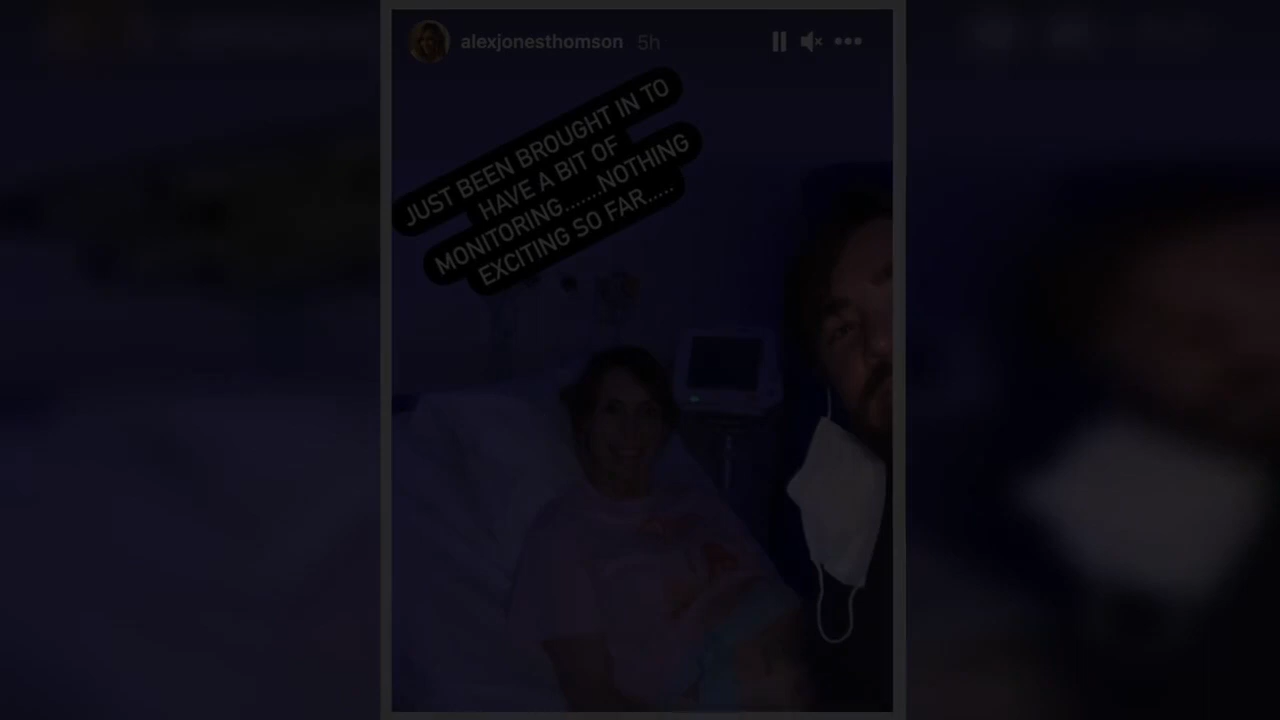 alexjonesthomson 5h
JUST BEEN BROUGHT IN TO
HAVE A BIT OF
MONITORING.......NOTHING
EXCITING SO FAR.....